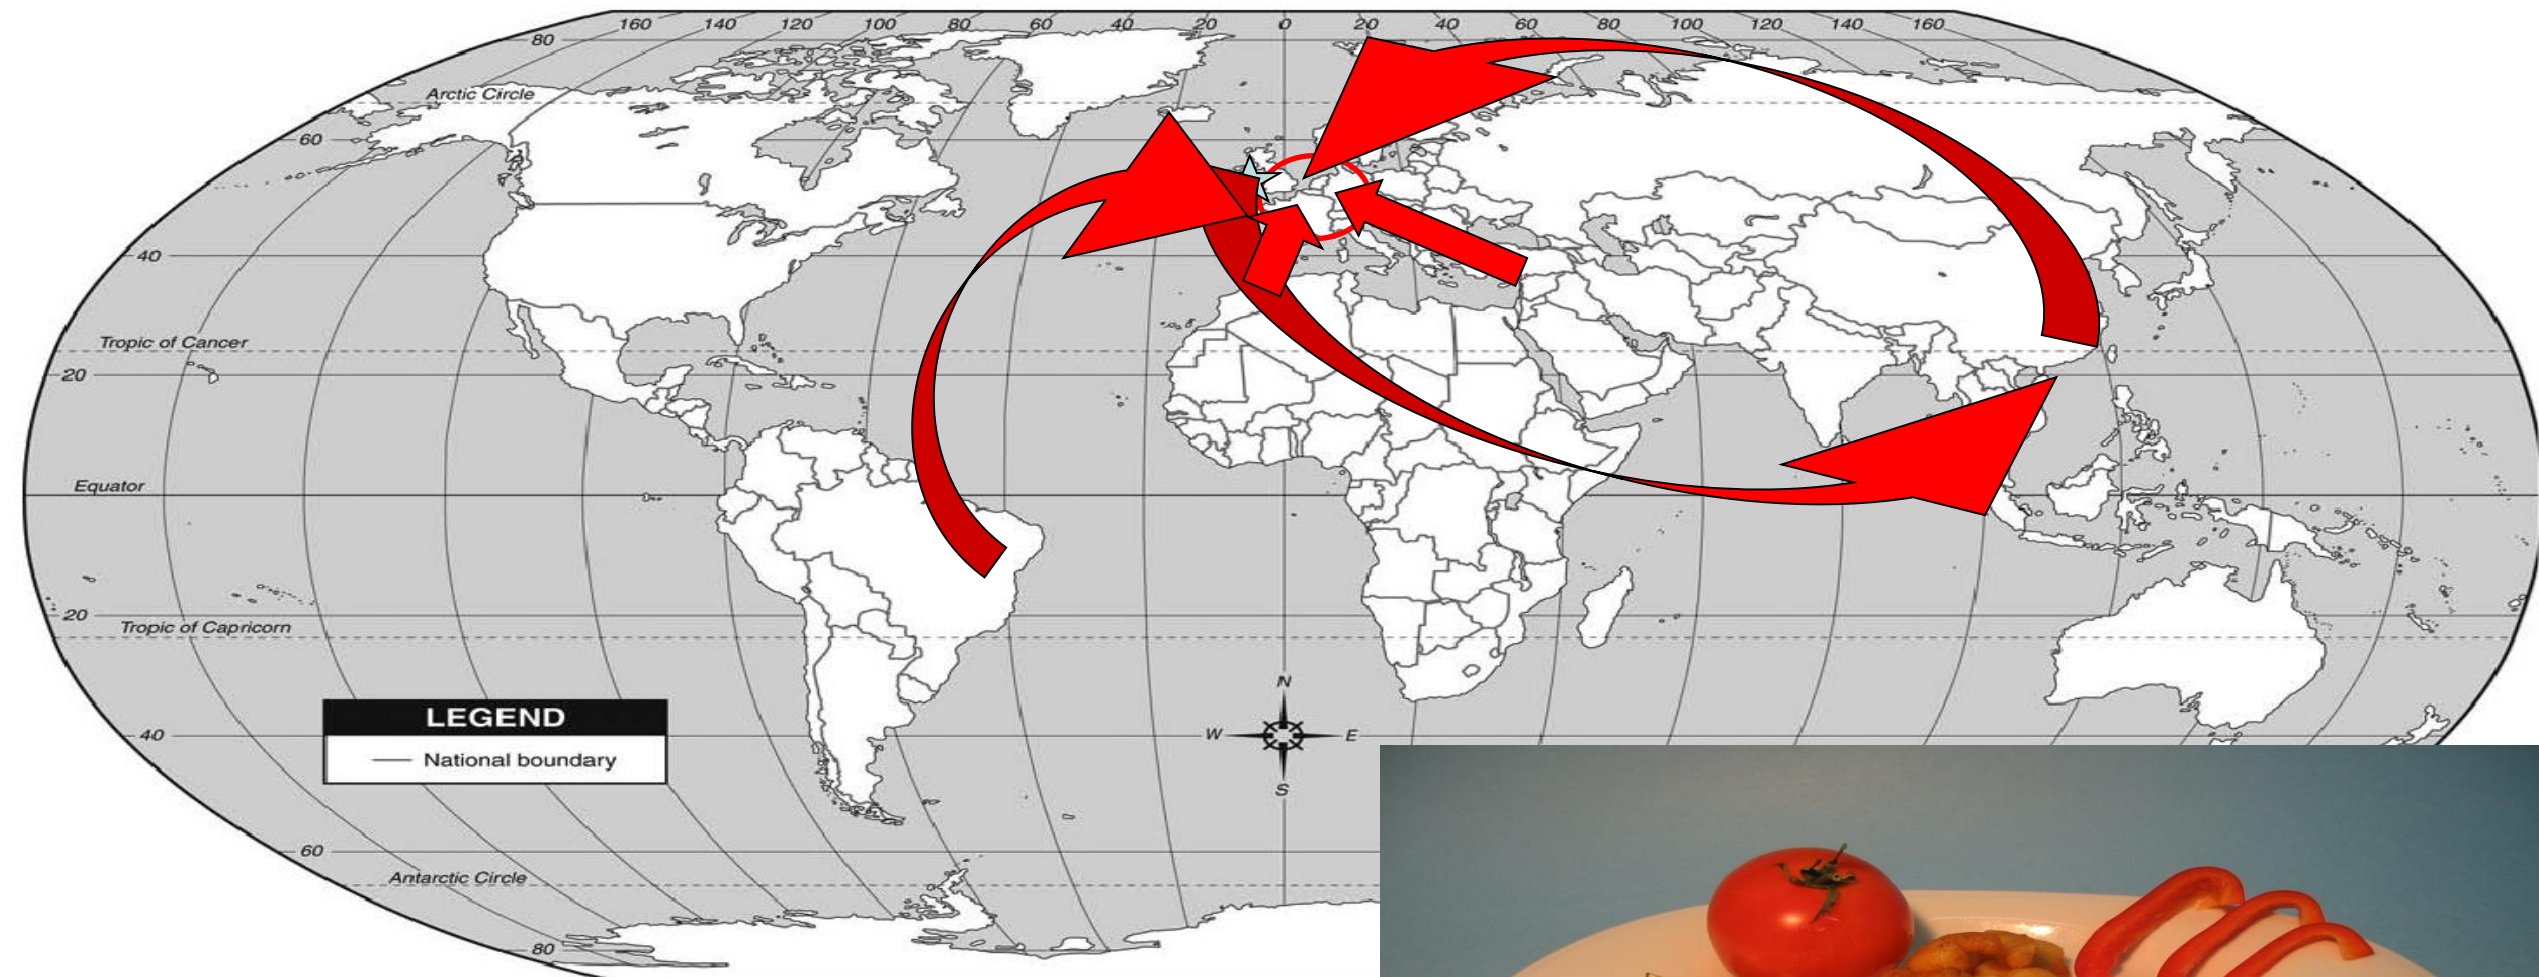 160 140 120 100 80 60 40 20 0 20 40 60 80 100 120 140 160
80
Arctic Circle
60
40
Tropic of Cancer
20
Equator
20
Tropic of Capricorn
N
W E
S
LEGEND
National boundary
40
60
Antarctic Circle
80